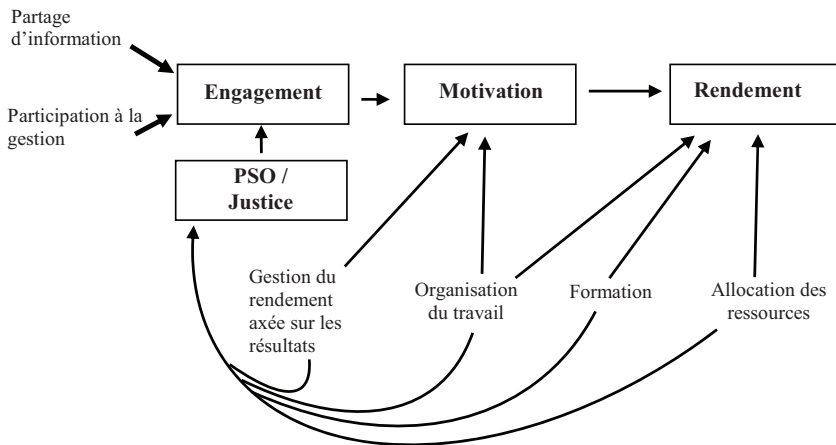 Partage
d’information
Engagement
Motivation
Rendement
Participation à la
gestion
PSO /
Justice
Gestion du
rendement
axée sur les
résultats
Organisation
du travail
Formation
Allocation des
ressources